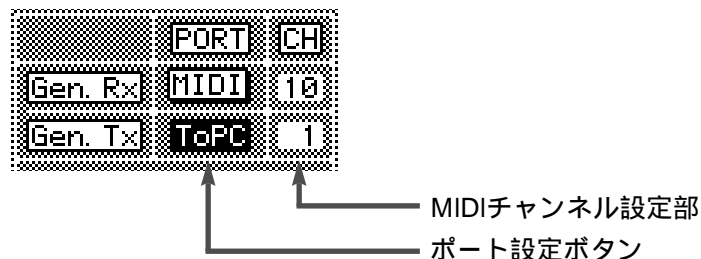 PORT CH
Gen. Rx MIDI 10
Gen. Tx ToPC 1
MIDIチャンネル設定部
ポート設定ボタン